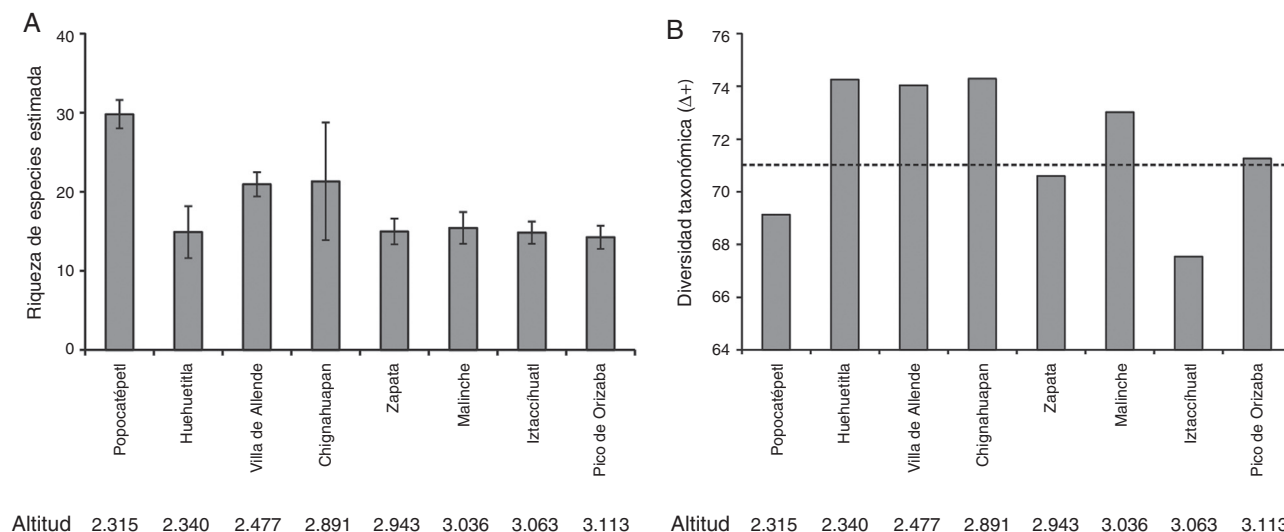 A
Riqueza de especies estimada
40
30
20
10
0
Popocatépetl
Huehuetitla
Villa de Allende
Chignahuapan
Zapata
Malinche
Iztaccíhuatl
Pico de Orizaba
Altitud 2.315 2.340 2.477 2.891 2.943 3.036 3.063 3.113
B
Diversidad taxonómica (Δ+)
76
74
72
70
68
66
64
Popocatépetl
Huehuetitla
Villa de Allende
Chignahuapan
Zapata
Malinche
Iztaccíhuatl
Pico de Orizaba
Altitud 2.315 2.340 2.477 2.891 2.943 3.036 3.063 3.113